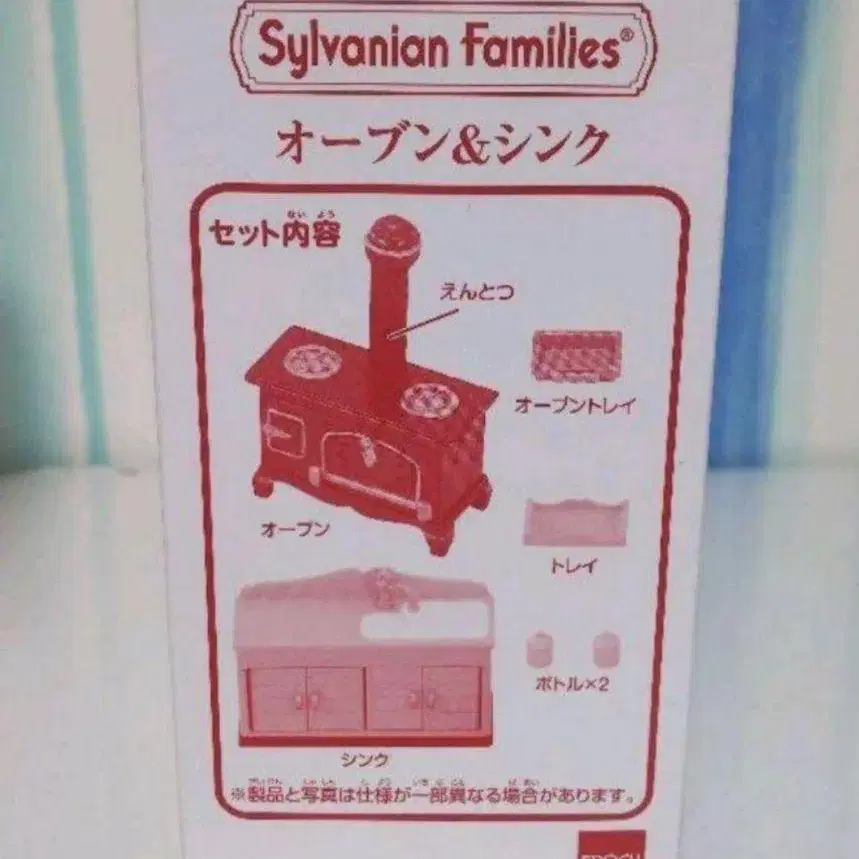 Sylvanian Families®
オーブン&シンク
セット内容
えんとつ
オーブントレイ
オーブン
トレイ
ボトル×2
シンク
※製品と写真は仕様が一部異なる場合があります。
EPOCH